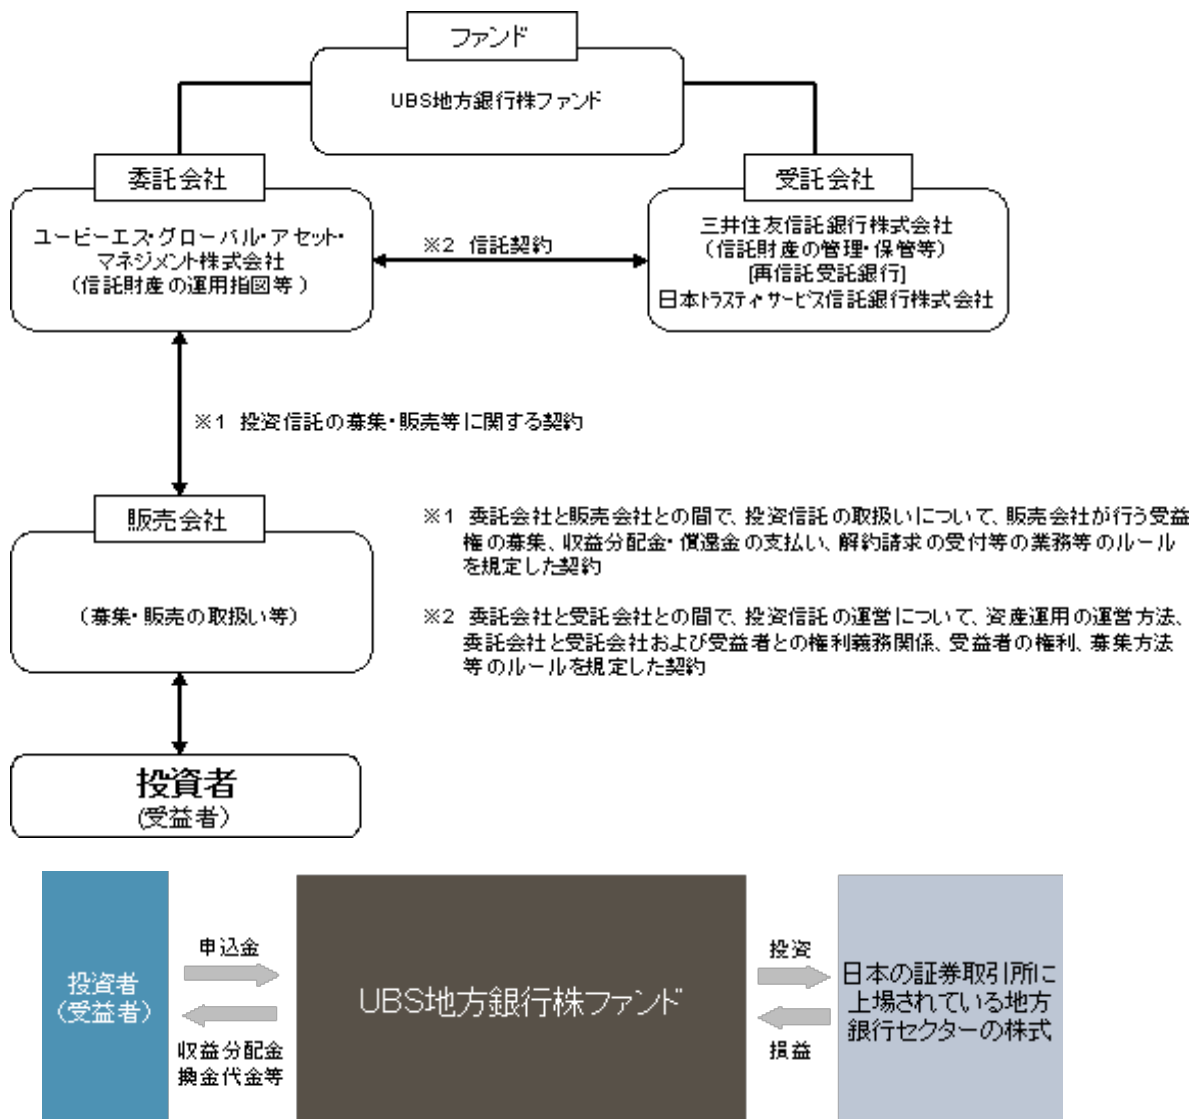 ファンド
UBS地方銀行株ファンド
委託会社
ユービーエス・グローバル・アセット・
マネジメント株式会社
(信託財産の運用指図等)
※2 信託契約
受託会社
三井住友信託銀行株式会社
(信託財産の管理・保管等)
[再信託受託銀行]
日本トラスティ・サービス信託銀行株式会社
※1 投資信託の募集・販売等に関する契約
販売会社
(募集・販売の取扱い等)
※1 委託会社と販売会社との間で、投資信託の取扱いについて、販売会社が行う受益
権の募集、収益分配金・償還金の支払い、解約請求の受付等の業務等のルール
を規定した契約
※2 委託会社と受託会社との間で、投資信託の運営について、資産運用の運営方法、
委託会社と受託会社および受益者との権利義務関係、受益者の権利、募集方法
等のルールを規定した契約
投資者
(受益者)
投資者
(受益者)
申込金
収益分配金
換金代金等
UBS地方銀行株ファンド
投資
損益
日本の証券取引所に
上場されている地方
銀行セクターの株式